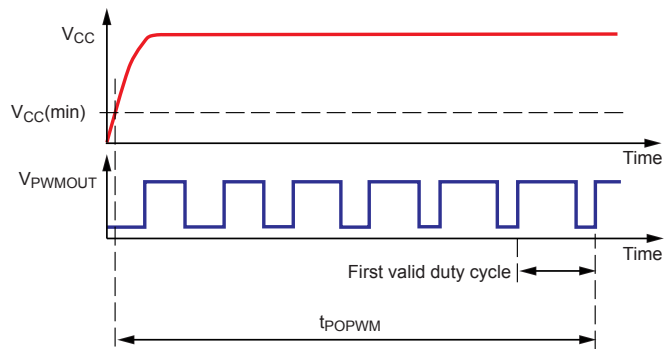 VCC
VCC(min)
Time
VPWMOUT
Time
First valid duty cycle
tPOPWM